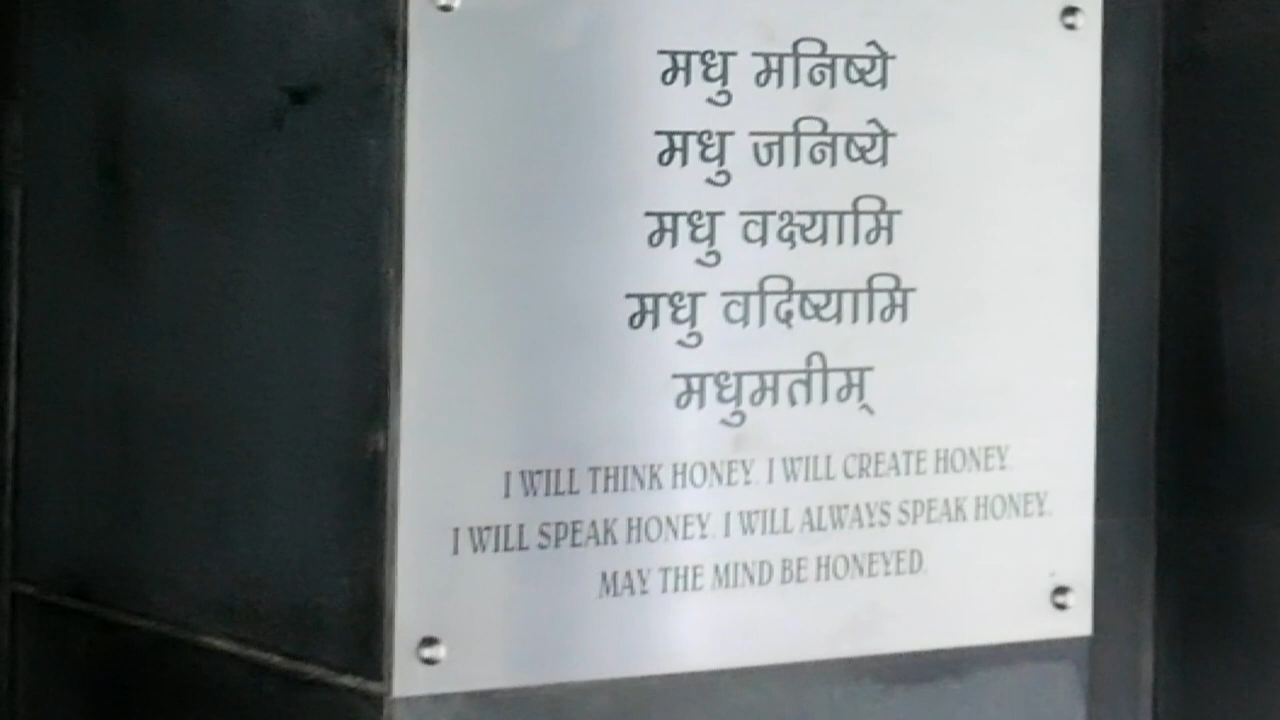 मधु मनिष्ये
मधु जनिष्ये
मधु वक्ष्यामि
मधु वदिष्यामि
मधुमतीम्
I WILL THINK HONEY. I WILL CREATE HONEY.
I WILL SPEAK HONEY. I WILL ALWAYS SPEAK HONEY.
MAY THE MIND BE HONEYED.